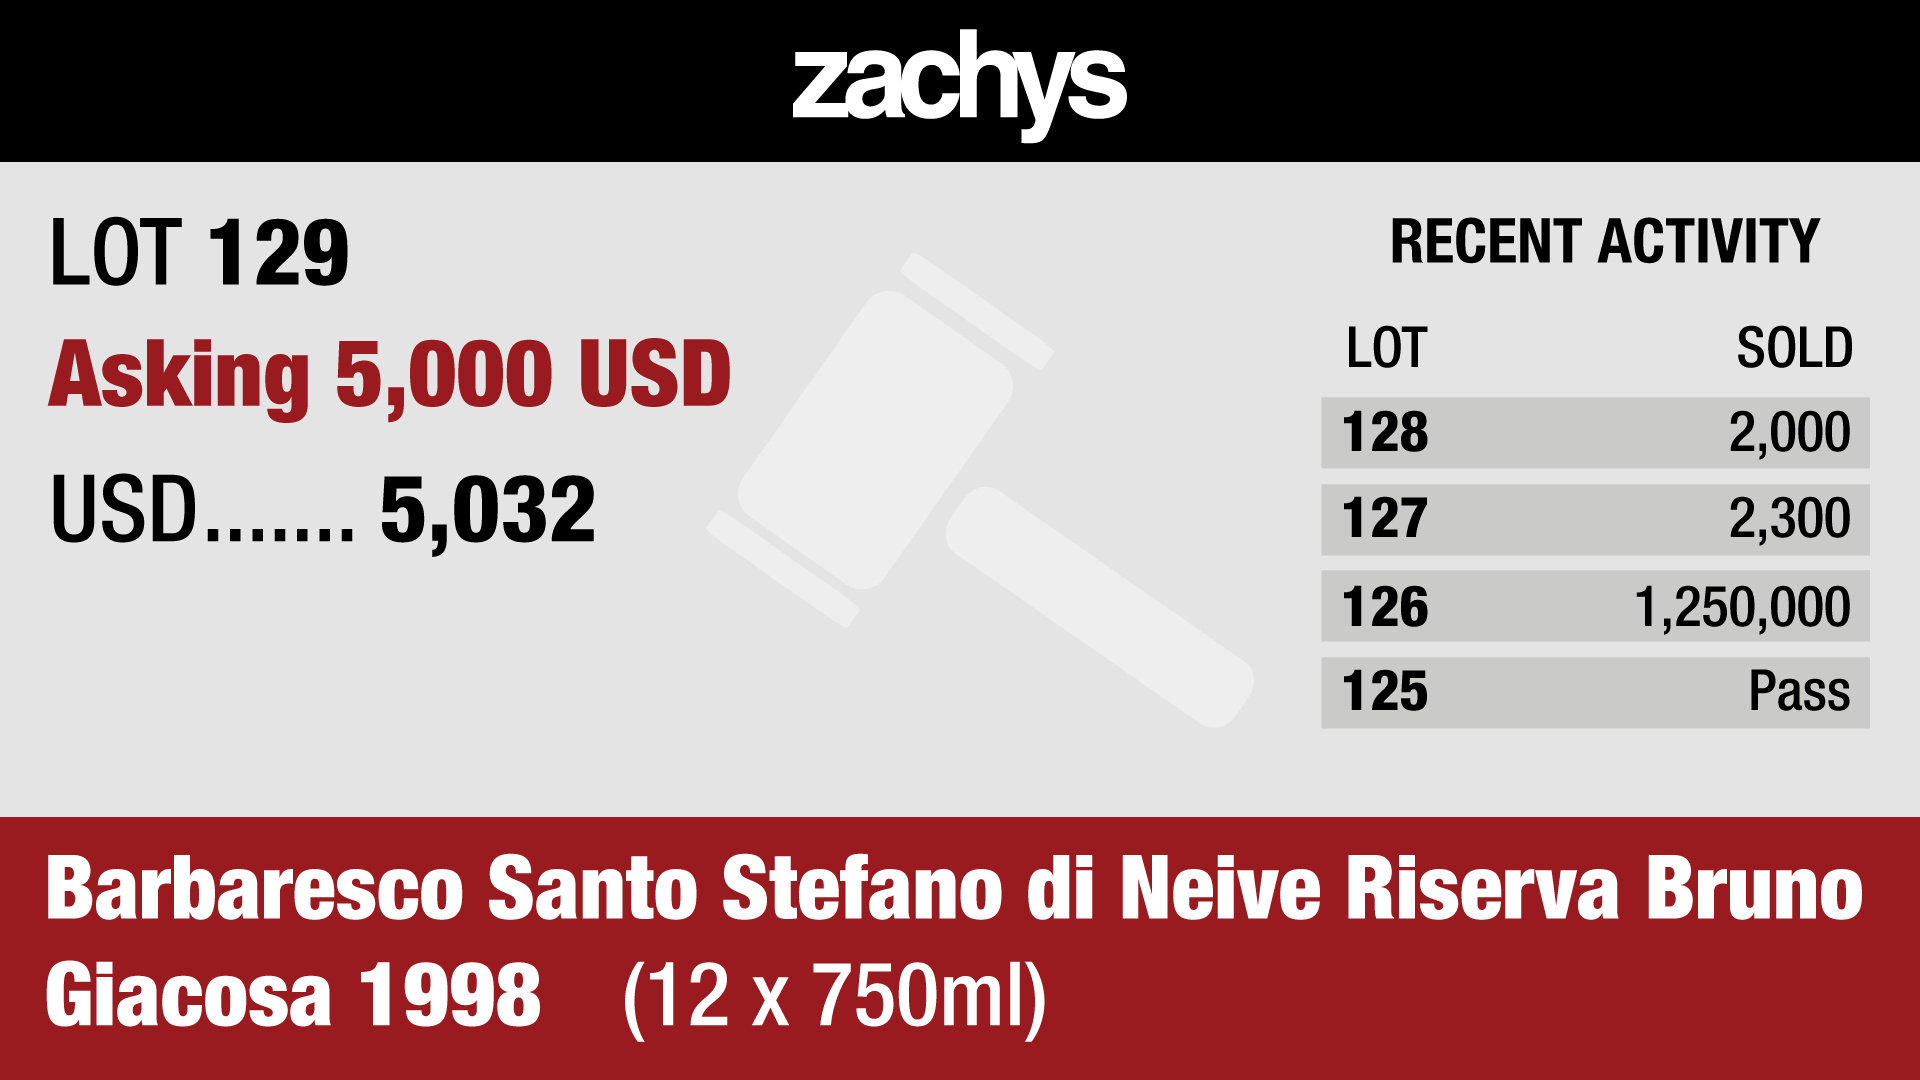 zachys
LOT 129
Asking 5,000 USD
USD....... 5,032
RECENT ACTIVITY
LOT SOLD
128 2,000
127 2,300
126 1,250,000
125 Pass
Barbaresco Santo Stefano di Neive Riserva Bruno
Giacosa 1998 (12 x 750ml)